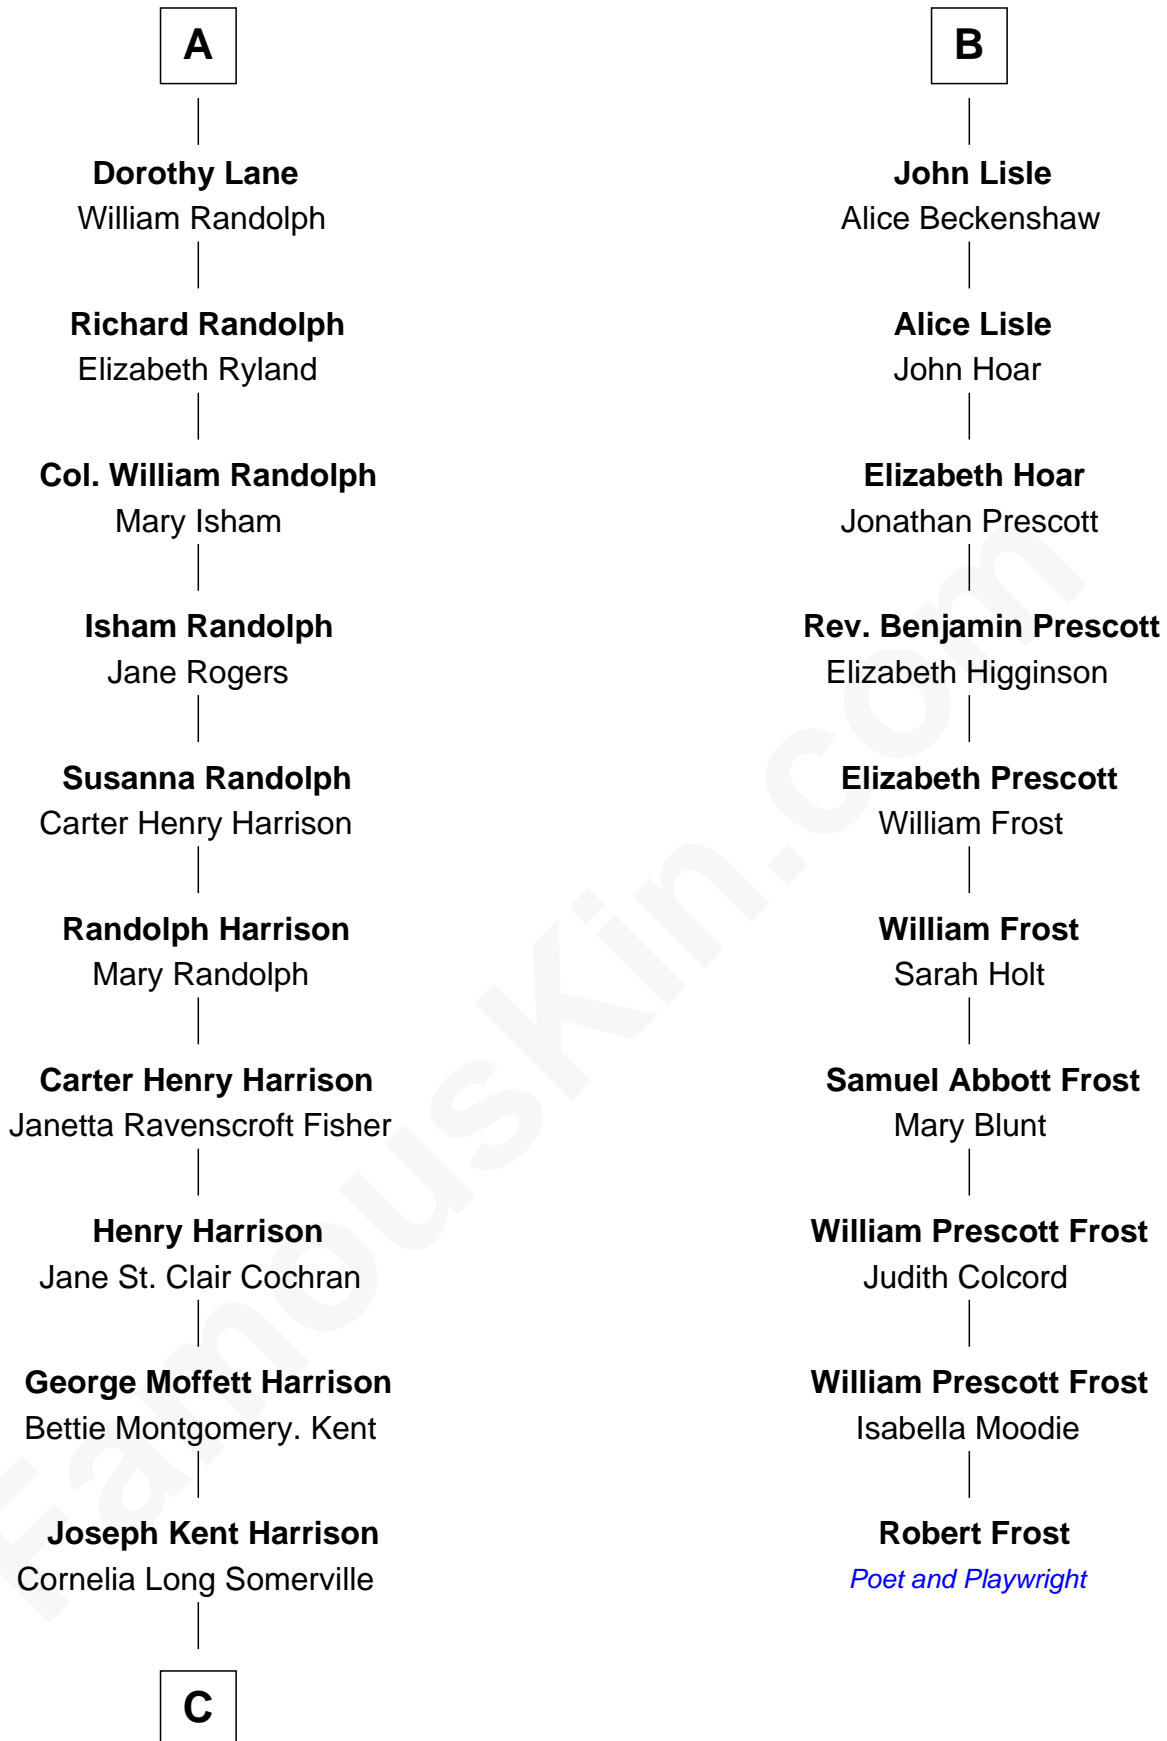 A
Dorothy Lane
William Randolph
Richard Randolph
Elizabeth Ryland
Col. William Randolph
Mary Isham
Isham Randolph
Jane Rogers
Susanna Randolph
Carter Henry Harrison
Randolph Harrison
Mary Randolph
Carter Henry Harrison
Janetta Ravenscroft Fisher
Henry Harrison
Jane St. Clair Cochran
George Moffett Harrison
Bettie Montgomery. Kent
Joseph Kent Harrison
Cornelia Long Somerville
C
B
John Lisle
Alice Beckenshaw
Alice Lisle
John Hoar
Elizabeth Hoar
Jonathan Prescott
Rev. Benjamin Prescott
Elizabeth Higginson
Elizabeth Prescott
William Frost
William Frost
Sarah Holt
Samuel Abbott Frost
Mary Blunt
William Prescott Frost
Judith Colcord
William Prescott Frost
Isabella Moodie
Robert Frost
Poet and Playwright
FamousKin.com